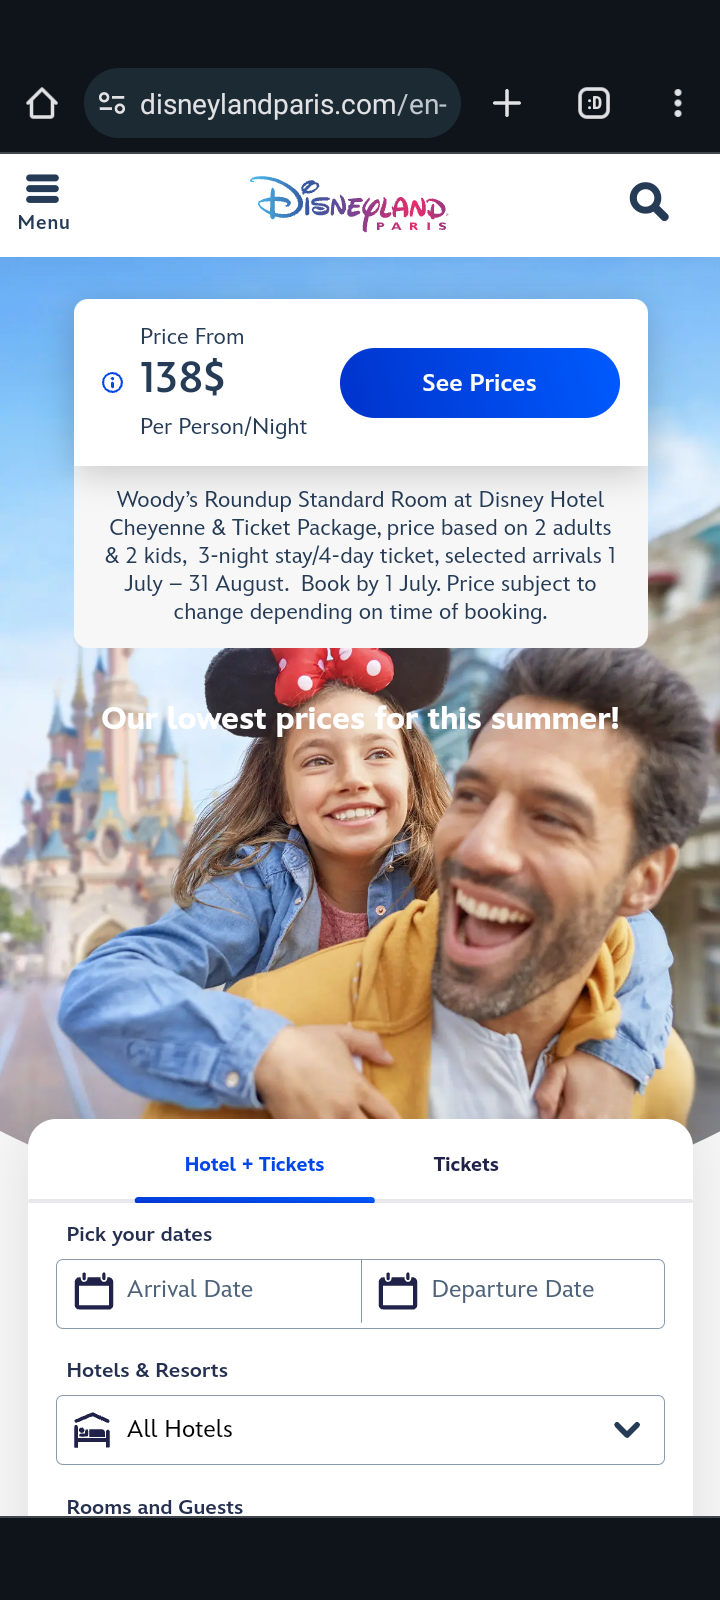 disneylandparis.com/en-
:D
Menu
Disneyland
PARIS
Price From
138$
Per Person/Night
See Prices
Woody’s Roundup Standard Room at Disney Hotel
Cheyenne & Ticket Package, price based on 2 adults
& 2 kids,  3-night stay/4-day ticket, selected arrivals 1
July – 31 August.  Book by 1 July. Price subject to
change depending on time of booking.
Our lowest prices for this summer!
Hotel + Tickets
Tickets
Pick your dates
Arrival Date
Departure Date
Hotels & Resorts
All Hotels
Rooms and Guests